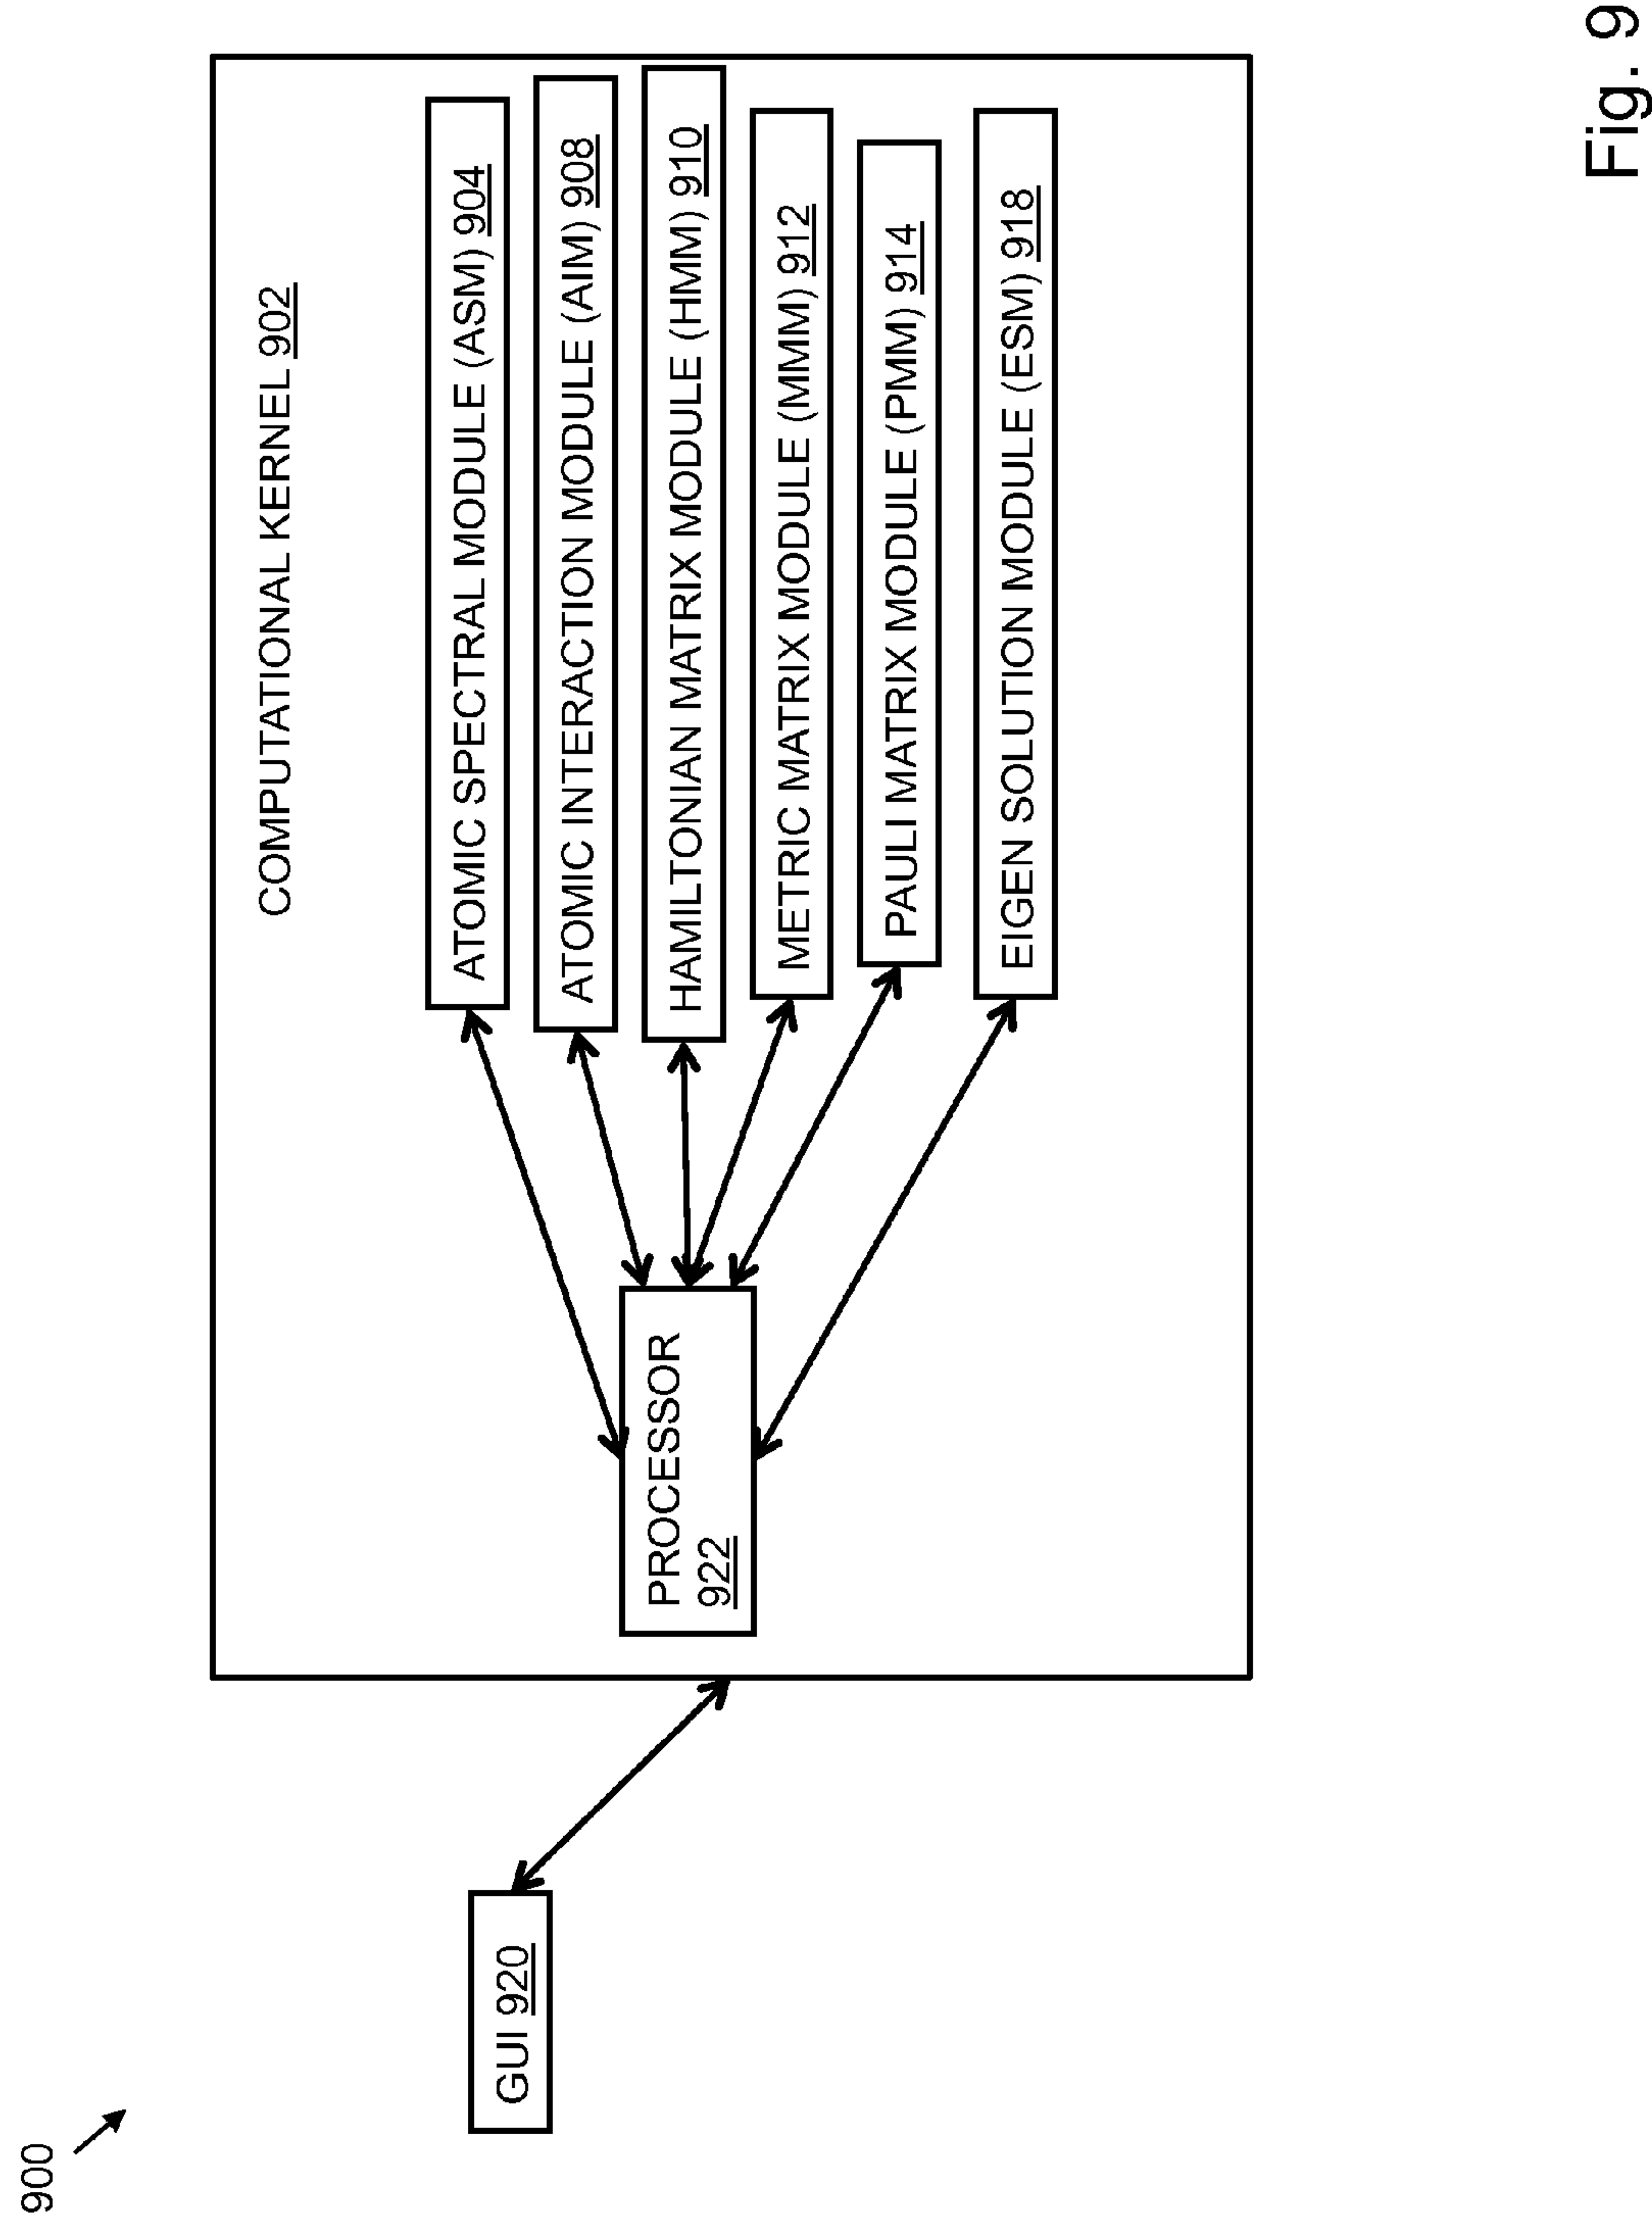 900
COMPUTATIONAL KERNEL 902
ATOMIC SPECTRAL MODULE (ASM) 904
ATOMIC INTERACTION MODULE (AIM) 908
HAMILTONIAN MATRIX MODULE (HMM) 910
METRIC MATRIX MODULE (MMM) 912
PAULI MATRIX MODULE (PMM) 914
EIGEN SOLUTION MODULE (ESM) 918
PROCESSOR
922
GUI 920
Fig. 9